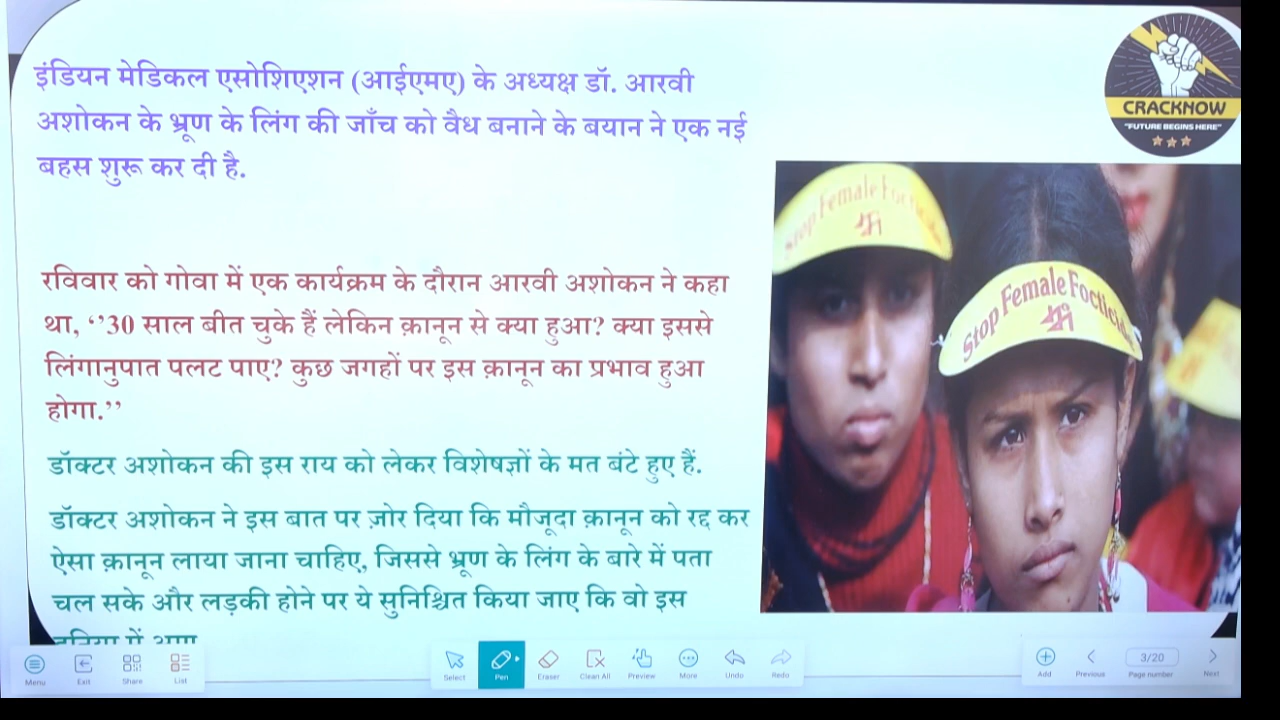 इंडियन मेडिकल एसोशिएशन (आईएमए) के अध्यक्ष डॉ. आरवी
अशोकन के भ्रूण के लिंग की जाँच को वैध बनाने के बयान ने एक नई
बहस शुरू कर दी है.
रविवार को गोवा में एक कार्यक्रम के दौरान आरवी अशोकन ने कहा
था, ‘’30 साल बीत चुके हैं लेकिन क़ानून से क्या हुआ? क्या इससे
लिंगानुपात पलट पाए? कुछ जगहों पर इस क़ानून का प्रभाव हुआ
होगा.’’
डॉक्टर अशोकन की इस राय को लेकर विशेषज्ञों के मत बंटे हुए हैं.
डॉक्टर अशोकन ने इस बात पर ज़ोर दिया कि मौजूदा क़ानून को रद्द कर
ऐसा क़ानून लाया जाना चाहिए, जिससे भ्रूण के लिंग के बारे में पता
चल सके और लड़की होने पर ये सुनिश्चित किया जाए कि वो इस
CRACKNOW
"FUTURE BEGINS HERE"
Stop Female
Stop Female Foeticid
Menu
Exit
Share
List
Select
Pen
Eraser
Clean All
Preview
More
Undo
Redo
Add
Previous
3/20
Page number
Next